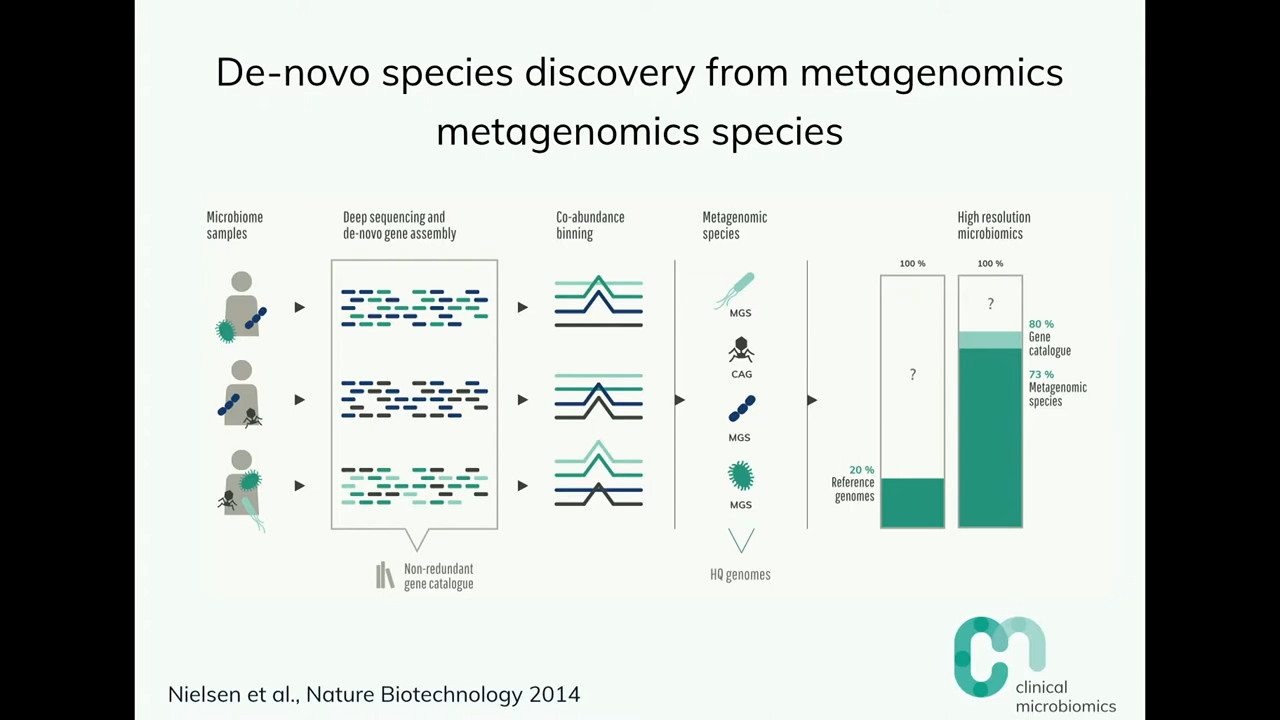 De-novo species discovery from metagenomics
metagenomics species
Microbiome
samples
Deep sequencing and
de-novo gene assembly
Co-abundance
binning
Metagenomic
species
High resolution
microbiomics
100 %
100 %
MGS
CAG
MGS
MGS
?
?
80 %
Gene
catalogue
73 %
Metagenomic
species
20 %
Reference
genomes
Non-redundant
gene catalogue
HQ genomes
Nielsen et al., Nature Biotechnology 2014
cm
clinical
microbiomics